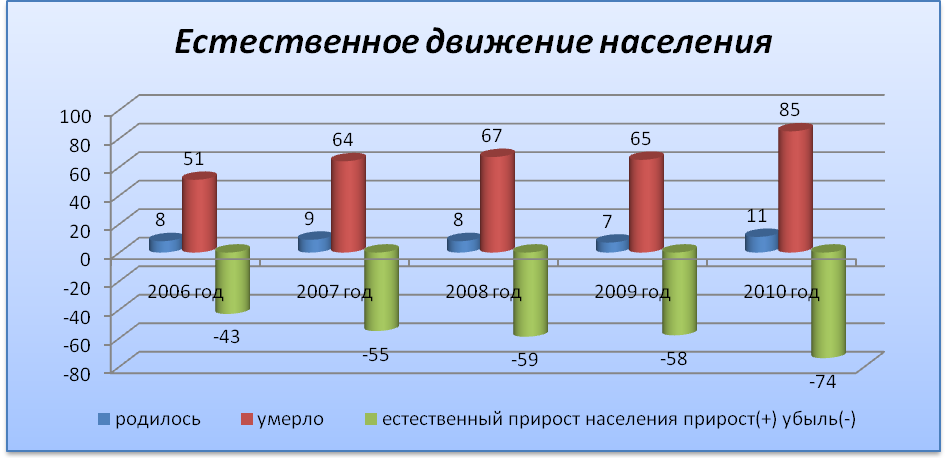 Естественное движение населения
100
80
60
40
20
0
-20
-40
-60
-80
8 51 -43
9 64 -55
8 67 -59
7 65 -58
11 85 -74
2006 год 2007 год 2008 год 2009 год 2010 год
родилось умерло естественный прирост населения прирост(+) убыль(-)